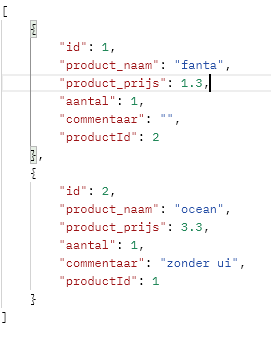 [
{
"id": 1,
"product_naam": "fanta",
"product_prijs": 1.3,
"aantal": 1,
"commentaar": "",
"productId": 2
},
{
"id": 2,
"product_naam": "ocean",
"product_prijs": 3.3,
"aantal": 1,
"commentaar": "zonder ui",
"productId": 1
}
]